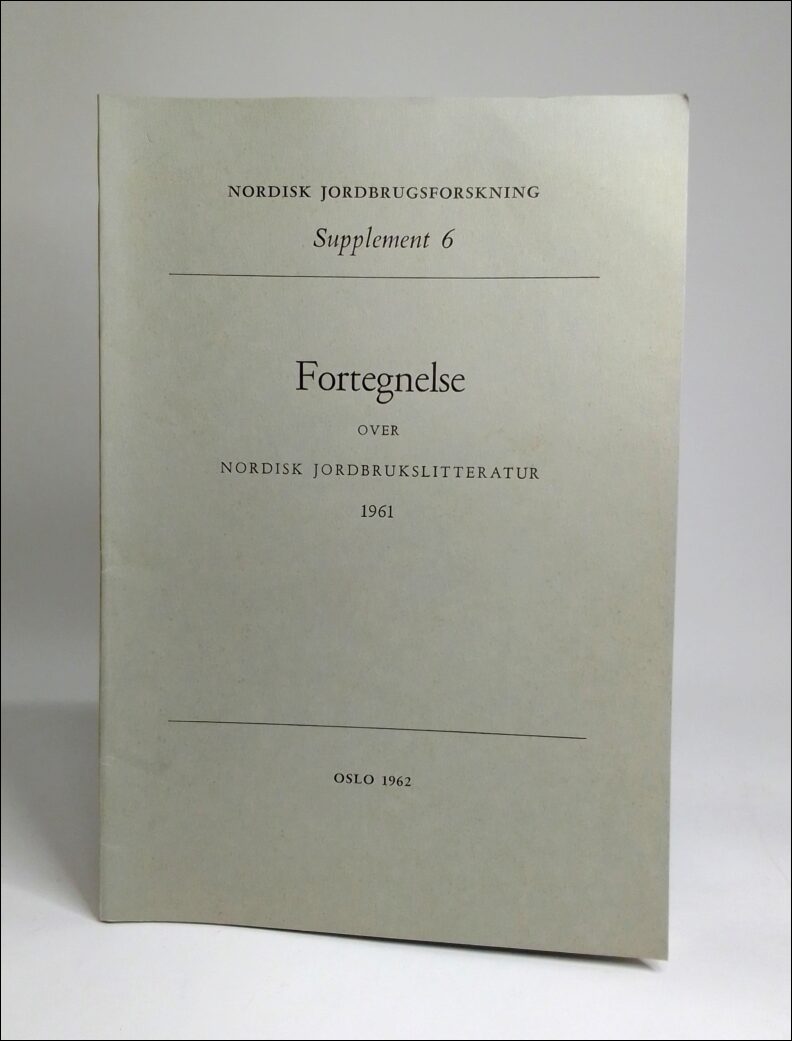 NORDISK JORDBRUGSFORSKNING
Supplement 6
Fortegnelse
OVER
NORDISK JORDBRUKSLITTERATUR
1961
OSLO 1962